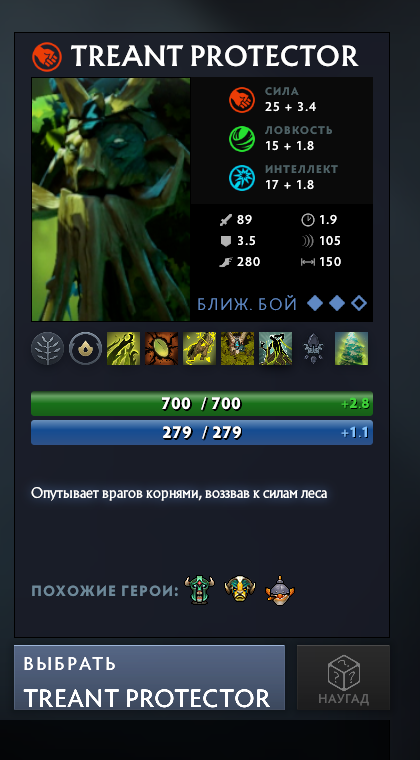 TREANT PROTECTOR
СИЛА
25 + 3.4
ЛОВКОСТЬ
15 + 1.8
ИНТЕЛЛЕКТ
17 + 1.8
89 1.9
3.5 105
280 150
БЛИЖ. БОЙ
700 / 700 +2.8
279 / 279 +1.1
Опутывает врагов корнями, воззвав к силам леса
ПОХОЖИЕ ГЕРОИ:
ВЫБРАТЬ
TREANT PROTECTOR
НАУГАД